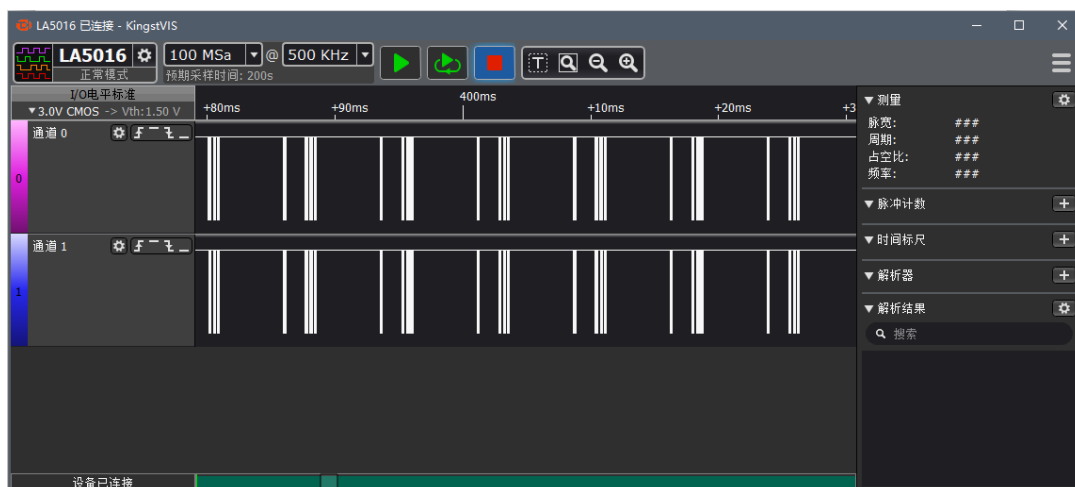 LA5016 已连接 - KingstVIS
LA5016
正常模式
100 MSa @ 500 KHz
预期采样时间: 200s
I/O电平标准
3.0V CMOS -> Vth:1.50 V
+80ms +90ms 400ms +10ms +20ms +3
通道 0
0
通道 1
1
测量
脉宽: ###
周期: ###
占空比: ###
频率: ###
脉冲计数
时间标尺
解析器
解析结果
搜索
设备已连接